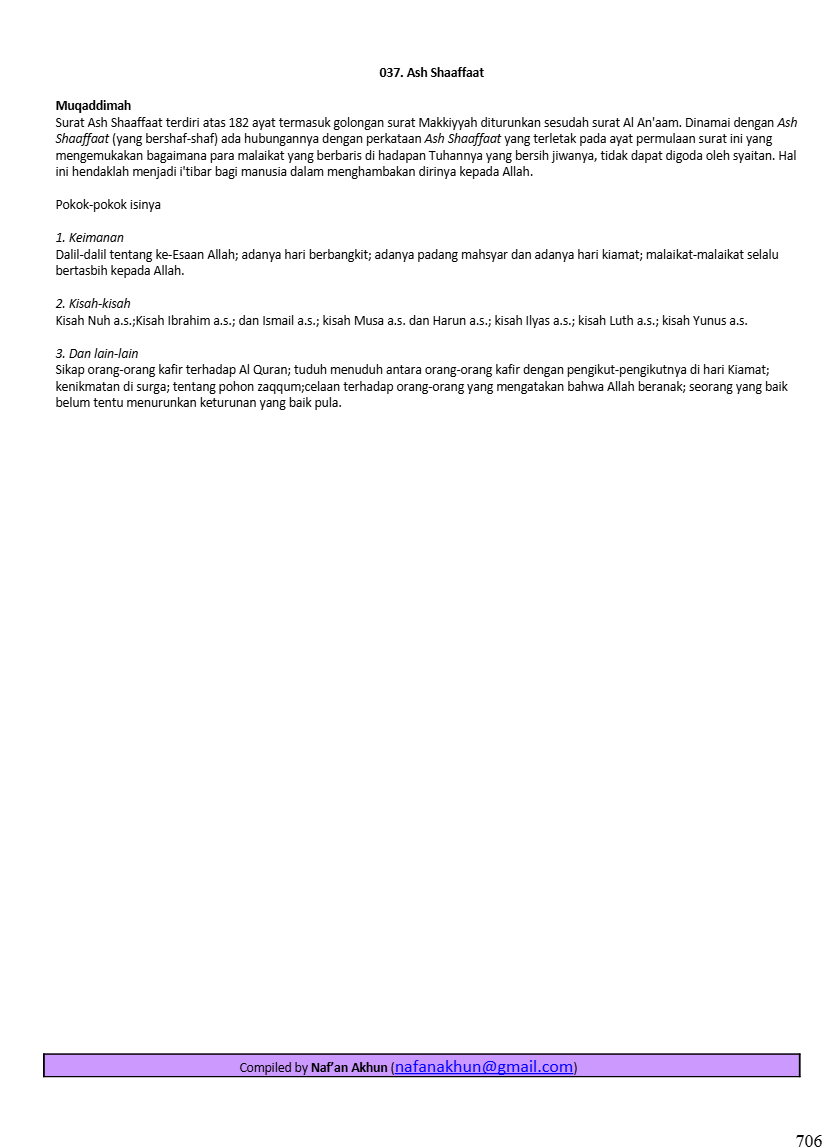 037. Ash Shaaffaat
Muqaddimah
Surat Ash Shaaffaat terdiri atas 182 ayat termasuk golongan surat Makkiyyah diturunkan sesudah surat Al An'aam. Dinamai dengan Ash
Shaaffaat (yang bershaf-shaf) ada hubungannya dengan perkataan Ash Shaaffaat yang terletak pada ayat permulaan surat ini yang
mengemukakan bagaimana para malaikat yang berbaris di hadapan Tuhannya yang bersih jiwanya, tidak dapat digoda oleh syaitan. Hal
ini hendaklah menjadi i'tibar bagi manusia dalam menghambakan dirinya kepada Allah.
Pokok-pokok isinya
1. Keimanan
Dalil-dalil tentang ke-Esaan Allah; adanya hari berbangkit; adanya padang mahsyar dan adanya hari kiamat; malaikat-malaikat selalu
bertasbih kepada Allah.
2. Kisah-kisah
Kisah Nuh a.s.;Kisah Ibrahim a.s.; dan Ismail a.s.; kisah Musa a.s. dan Harun a.s.; kisah Ilyas a.s.; kisah Luth a.s.; kisah Yunus a.s.
3. Dan lain-lain
Sikap orang-orang kafir terhadap Al Quran; tuduh menuduh antara orang-orang kafir dengan pengikut-pengikutnya di hari Kiamat;
kenikmatan di surga; tentang pohon zaqqum;celaan terhadap orang-orang yang mengatakan bahwa Allah beranak; seorang yang baik
belum tentu menurunkan keturunan yang baik pula.
Compiled by Naf’an Akhun (nafanakhun@gmail.com)
706